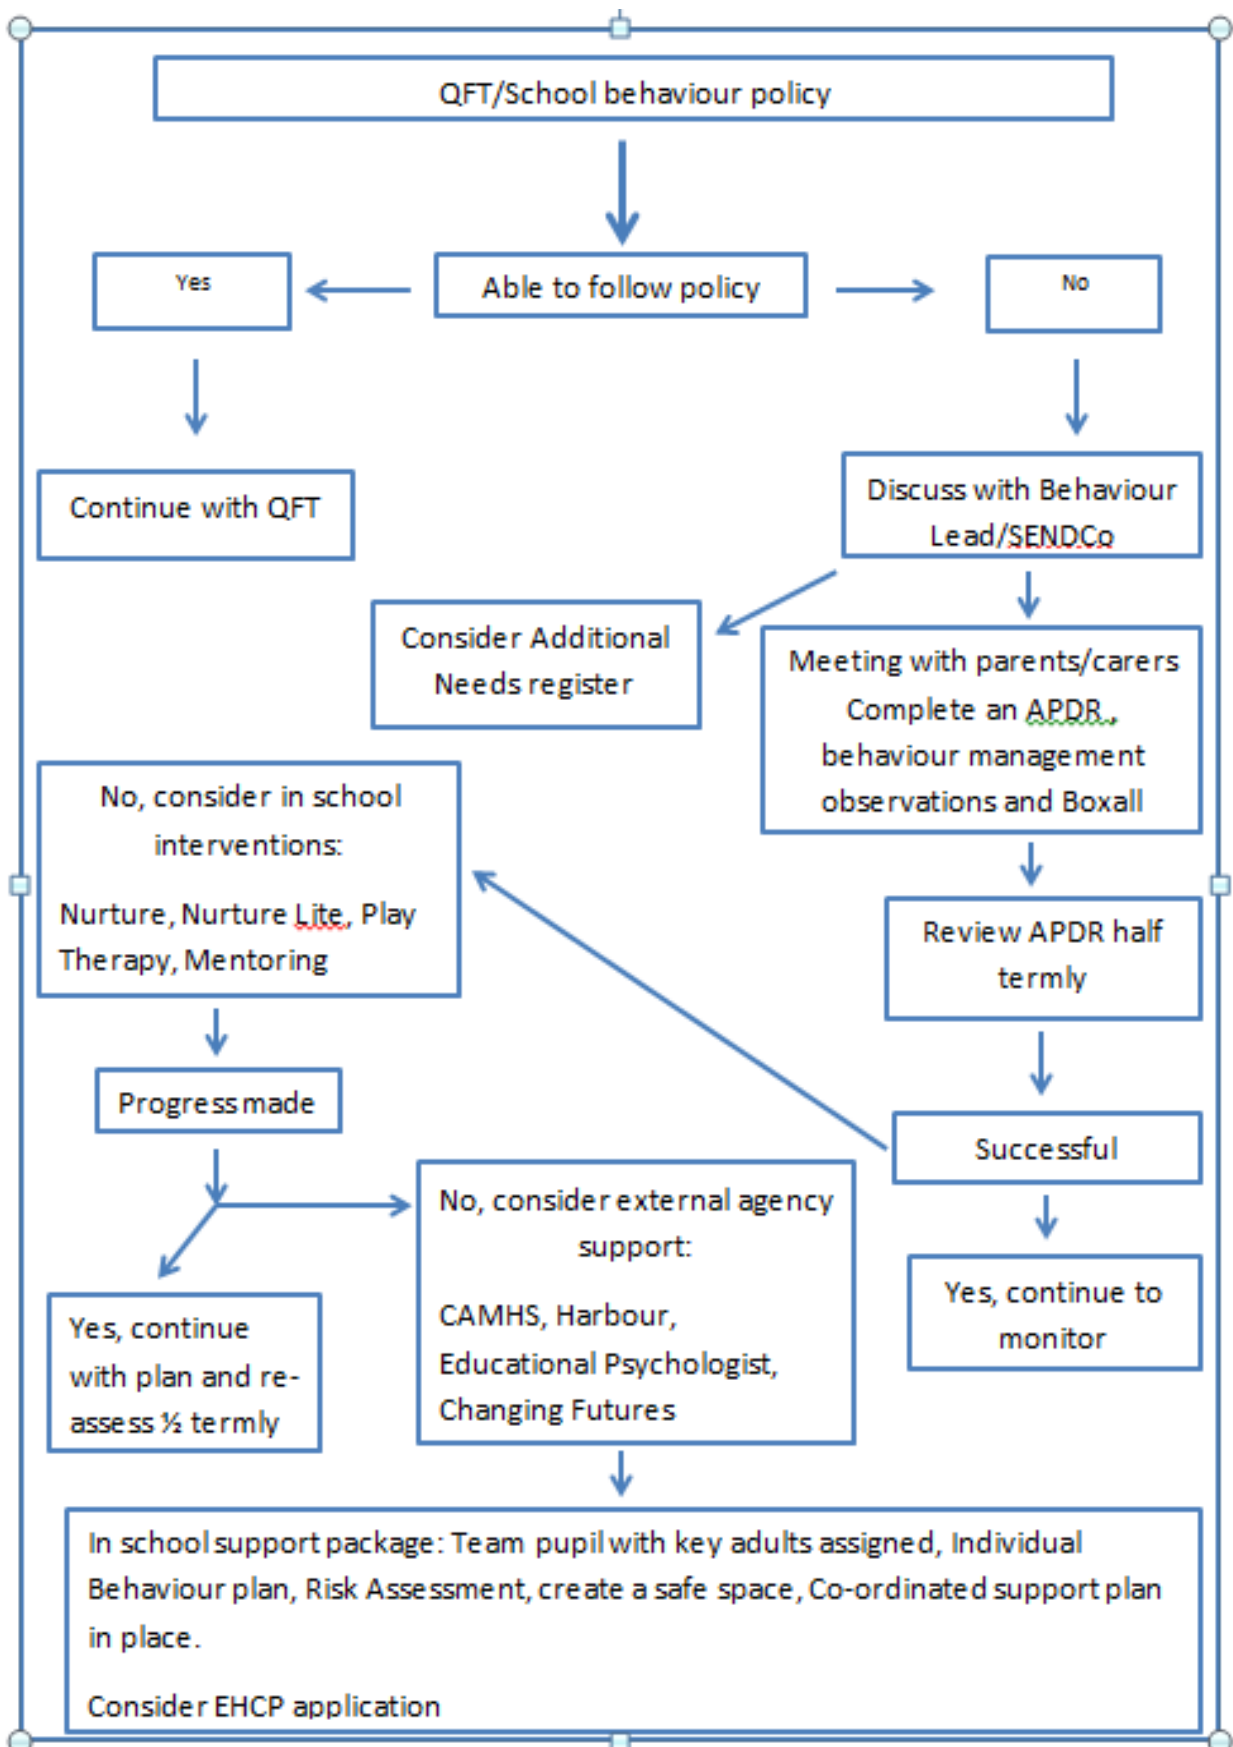 QFT/School behaviour policy
Yes
Able to follow policy
No
Continue with QFT
Discuss with Behaviour
Lead/SENDCo
Consider Additional
Needs register
Meeting with parents/carers
Complete an APDR ,
behaviour management
observations and Boxall
No, consider in school
interventions:
Nurture, Nurture Lite, Play
Therapy, Mentoring
Review APDR half
termly
Progress made
Successful
No, consider external agency
support:
CAMHS, Harbour,
Educational Psychologist,
Changing Futures
Yes, continue to
monitor
Yes, continue
with plan and re-
assess ½ termly
In school support package: Team pupil with key adults assigned, Individual
Behaviour plan, Risk Assessment, create a safe space, Co-ordinated support plan
in place.
Consider EHCP application